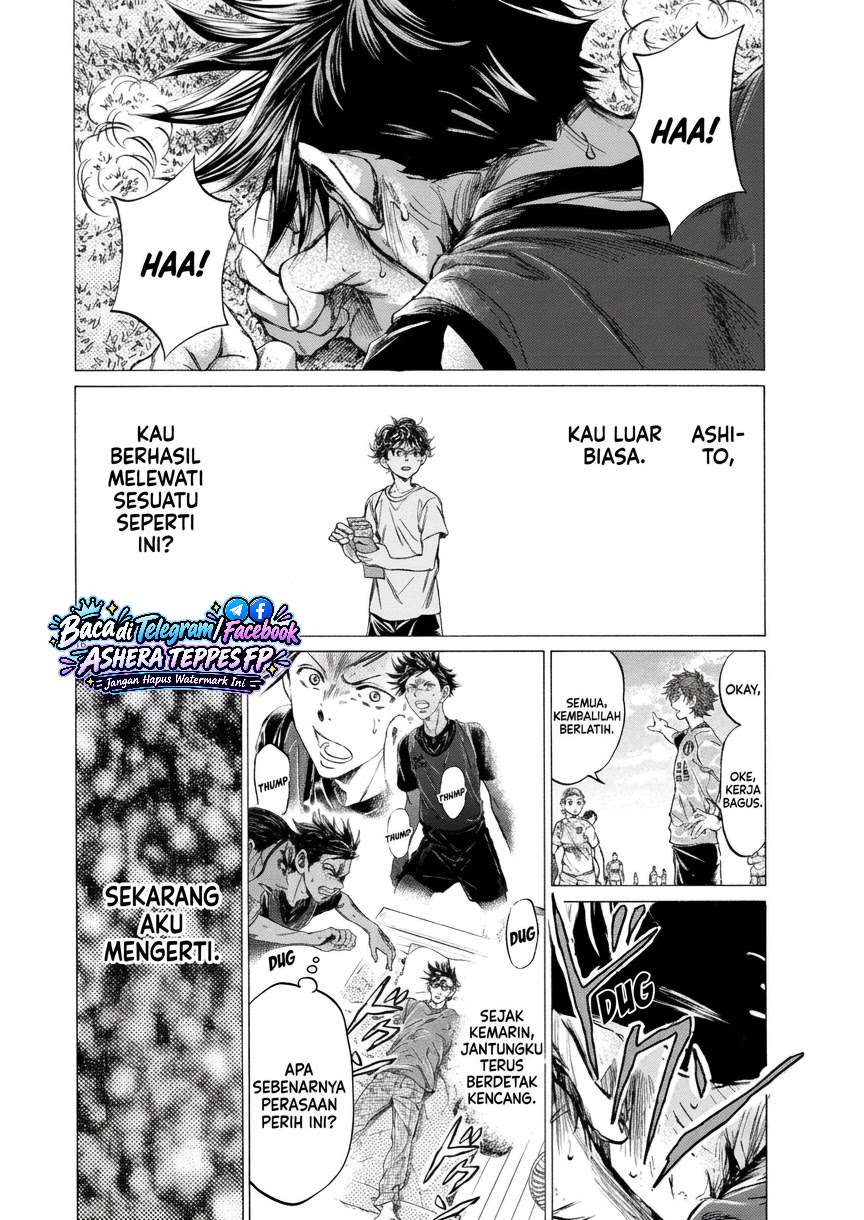 HAA!
HAA!
ASHI-
TO,
KAU LUAR
BIASA.
KAU
BERHASIL
MELEWATI
SESUATU
SEPERTI
INI?
Baca di Telegram/Facebook
ASHERA TEPPES FP
Jangan Hapus Watermark Ini
OKAY,
OKE, KERJA
BAGUS.
SEMUA,
KEMBALILAH
BERLATIH.
DUG
THUMP
THNMP
THUMP
DUG
DUG
SEJAK
KEMARIN,
JANTUNGKU
TERUS
BERDETAK
KENCANG.
APA
SEBENARNYA
PERASAAN
PERIH INI?
SEKARANG
AKU
MENGERTI.